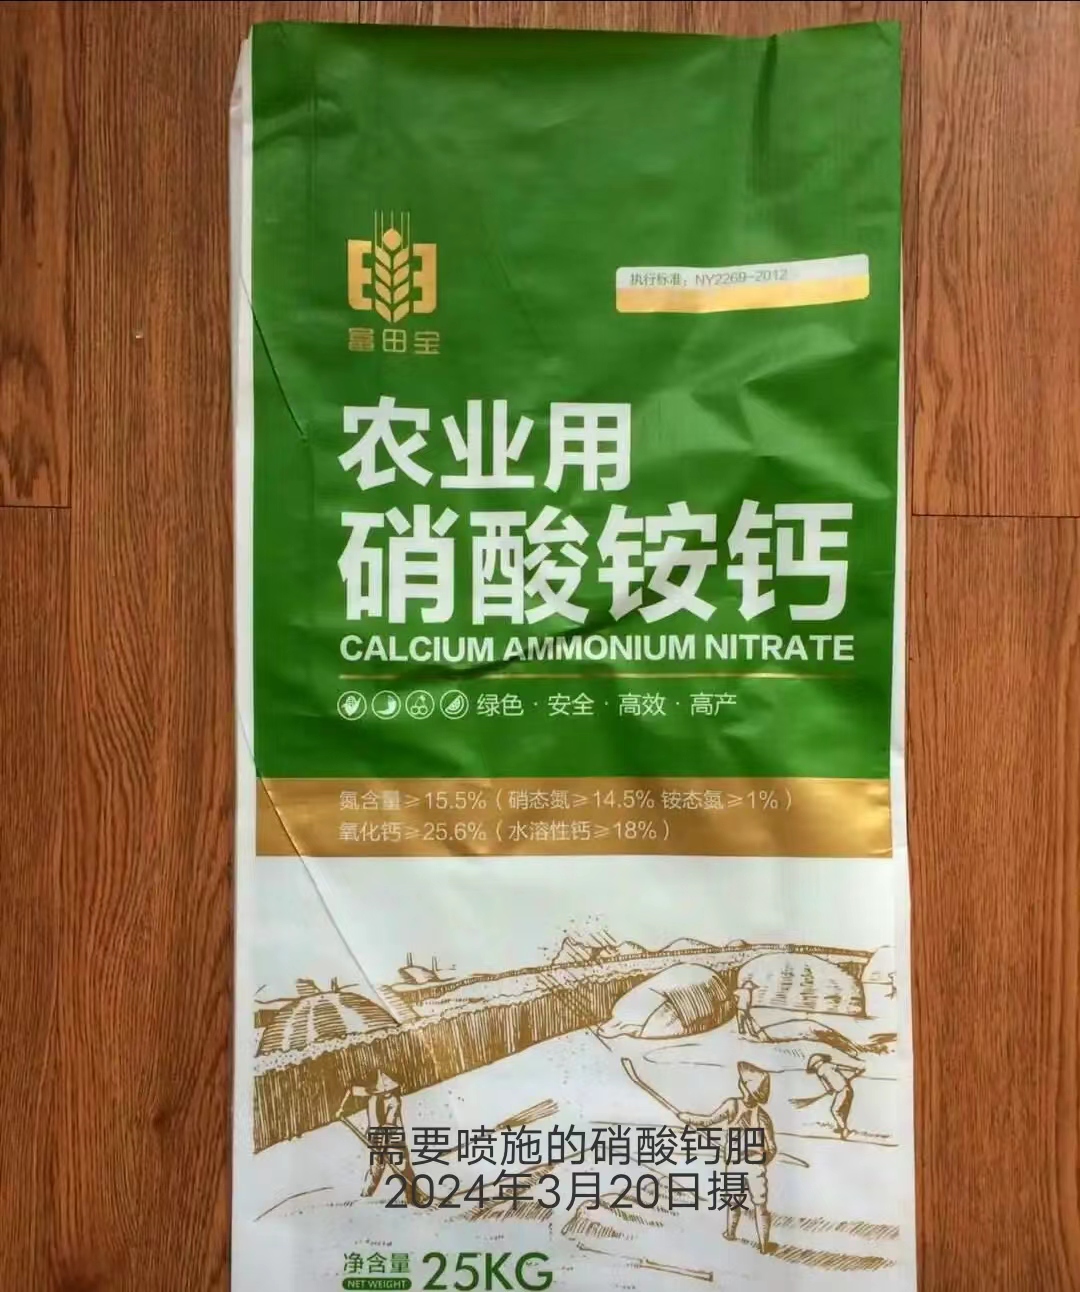 富田宝
执行标准：NY2269-2012
农业用
硝酸铵钙
CALCIUM AMMONIUM NITRATE
绿色·安全·高效·高产
氮含量≥15.5%（硝态氮≥14.5% 铵态氮≥1%）
氧化钙≥25.6%（水溶性钙≥18%）
需要喷施的硝酸钙肥
2024年3月20日摄
净含量 25KG
NET WEIGHT